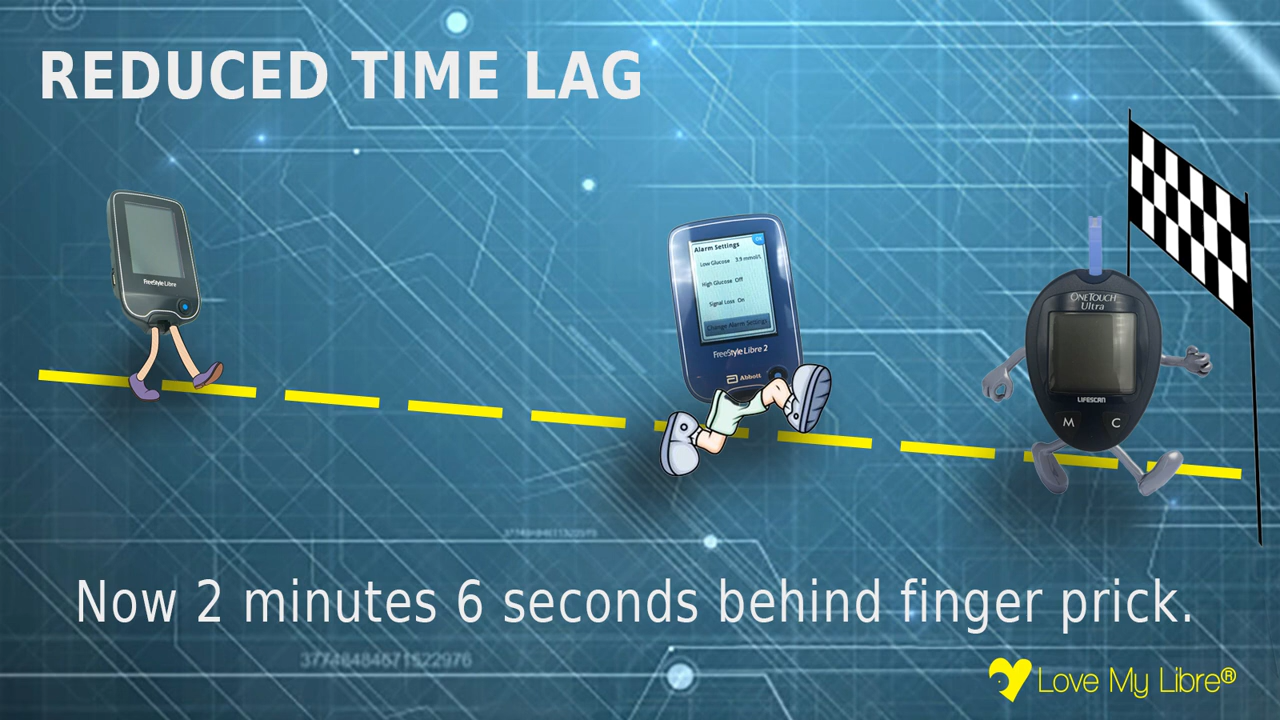 REDUCED TIME LAG
FreeStyle Libre
Alarm Settings
Low Glucose 3.9 mmol/L
High Glucose Off
Signal Loss On
Change Alarm Settings
FreeStyle Libre 2
Abbott
ONETOUCH
Ultra
LIFESCAN
M C
Now 2 minutes 6 seconds behind finger prick.
37748484671522976
Love My Libre®